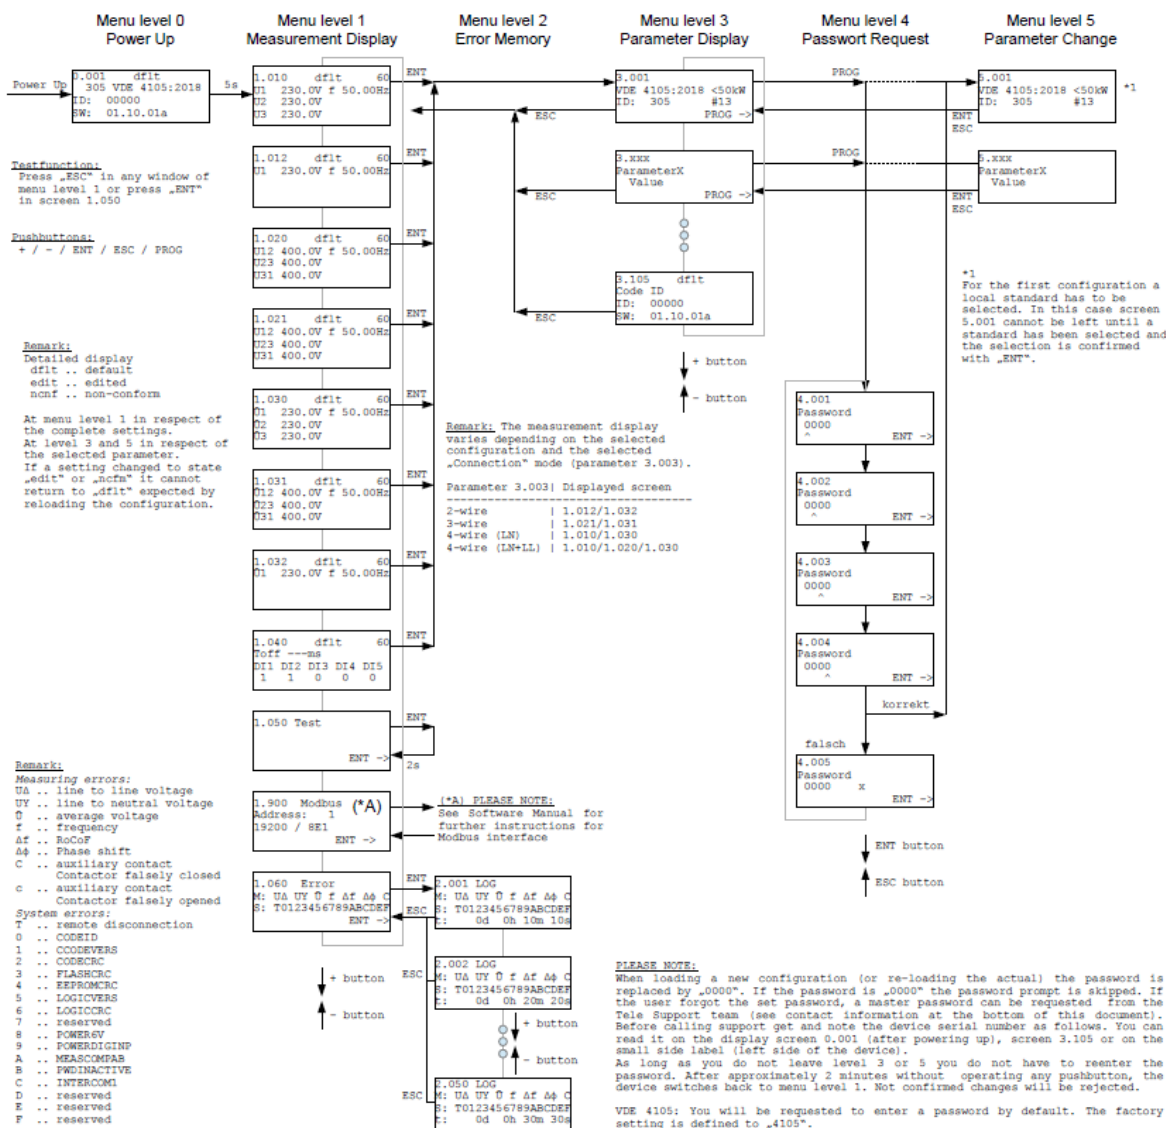 Menu level 0
Power Up
Menu level 1
Measurement Display
Menu level 2
Error Memory
Menu level 3
Parameter Display
Menu level 4
Passwort Request
Menu level 5
Parameter Change
Power Up
0.001 dflt
305 VDE 4105:2018
ID: 00000
SW: 01.10.01a
5s
1.010 dflt 60
U1 230.0V f 50.00Hz
U2 230.0V
U3 230.0V
ENT
ESC
3.001
VDE 4105:2018 <50kW
ID: 305 #13
PROG ->
PROG
5.001
VDE 4105:2018 <50kW
ID: 305 #13
*1
ENT
ESC
Testfunction:
Press „ESC“ in any window of
menu level 1 or press „ENT“
in screen 1.050
Pushbuttons:
+ / - / ENT / ESC / PROG
1.012 dflt 60
U1 230.0V f 50.00Hz
ENT
ESC
3.xxx
ParameterX
Value
PROG ->
PROG
5.xxx
ParameterX
Value
ENT
ESC
1.020 dflt 60
U12 400.0V f 50.00Hz
U23 400.0V
U31 400.0V
ENT
3.105 dflt
Code ID
ID: 00000
SW: 01.10.01a
ESC
*1
For the first configuration a
local standard has to be
selected. In this case screen
5.001 cannot be left until a
standard has been selected and
the selection is confirmed
with „ENT“.
1.021 dflt 60
U12 400.0V f 50.00Hz
U23 400.0V
U31 400.0V
ENT
+ button
- button
Remark:
Detailed display
dflt .. default
edit .. edited
ncnf .. non-conform
At menu level 1 in respect of
the complete settings.
At level 3 and 5 in respect of
the selected parameter.
If a setting changed to state
„edit“ or „ncfm“ it cannot
return to „dflt“ expected by
reloading the configuration.
1.030 dflt 60
Ū1 230.0V f 50.00Hz
Ū2 230.0V
Ū3 230.0V
ENT
1.031 dflt 60
Ū12 400.0V f 50.00Hz
Ū23 400.0V
Ū31 400.0V
ENT
1.032 dflt 60
Ū1 230.0V f 50.00Hz
ENT
1.040 dflt 60
Toff ---ms
DI1 DI2 DI3 DI4 DI5
1 1 0 0 0
ENT
1.050 Test
ENT ->
ENT
2s
Remark: The measurement display
varies depending on the selected
configuration and the selected
„Connection“ mode (parameter 3.003).
Parameter 3.003| Displayed screen
-----------------------------------
2-wire | 1.012/1.032
3-wire | 1.021/1.031
4-wire (LN) | 1.010/1.030
4-wire (LN+LL) | 1.010/1.020/1.030
4.001
Password
0000
^ ENT ->
4.002
Password
0000
^ ENT ->
4.003
Password
0000
^ ENT ->
4.004
Password
0000
^ ENT ->
korrekt
falsch
4.005
Password
0000 x
ENT button
ESC button
1.900 Modbus (*A)
Address: 1
19200 / 8E1
ENT ->
(*A) PLEASE NOTE:
See Software Manual for
further instructions for
Modbus interface
1.060 Error
M: UΔ UY Ū f Δf Δφ C
S: T0123456789ABCDEF
ENT ->
ENT
ESC
2.001 LOG
M: UΔ UY Ū f Δf Δφ C
S: T0123456789ABCDEF
t: 0d 0h 10m 10s
ESC
2.002 LOG
M: UΔ UY Ū f Δf Δφ C
S: T0123456789ABCDEF
t: 0d 0h 20m 20s
+ button
- button
ESC
2.050 LOG
M: UΔ UY Ū f Δf Δφ C
S: T0123456789ABCDEF
t: 0d 0h 30m 30s
+ button
- button
Remark:
Measuring errors:
UΔ .. line to line voltage
UY .. line to neutral voltage
Ū .. average voltage
f .. frequency
Δf .. RoCoF
Δφ .. Phase shift
C .. auxiliary contact
Contactor falsely closed
c .. auxiliary contact
Contactor falsely opened
System errors:
T .. remote disconnection
0 .. CODEID
1 .. CCODEVERS
2 .. CODECRC
3 .. FLASHCRC
4 .. EEPROMCRC
5 .. LOGICVERS
6 .. LOGICCRC
7 .. reserved
8 .. POWER6V
9 .. POWERDIGINP
A .. MEASCOMPAB
B .. PWDINACTIVE
C .. INTERCOM1
D .. reserved
E .. reserved
F .. reserved
PLEASE NOTE:
When loading a new configuration (or re-loading the actual) the password is
replaced by „0000“. If the password is „0000“ the password prompt is skipped. If
the user forgot the set password, a master password can be requested from the
Tele Support team (see contact information at the bottom of this document).
Before calling support get and note the device serial number as follows. You can
read it on the display screen 0.001 (after powering up), screen 3.105 or on the
small side label (left side of the device).
As long as you do not leave level 3 or 5 you do not have to reenter the
password. After approximately 2 minutes without operating any pushbutton, the
device switches back to menu level 1. Not confirmed changes will be rejected.
VDE 4105: You will be requested to enter a password by default. The factory
setting is defined to „4105“.